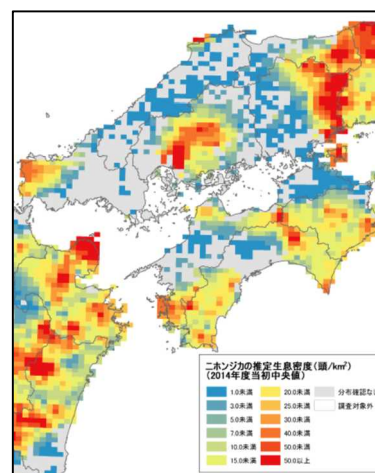 ニホンジカの推定生息密度(頭/km²)
(2014年度当初中央値)
1.0未満
3.0未満
5.0未満
7.0未満
10.0未満
15.0未満
20.0未満
25.0未満
30.0未満
40.0未満
50.0未満
50.0以上
分布確認な
調査対象外